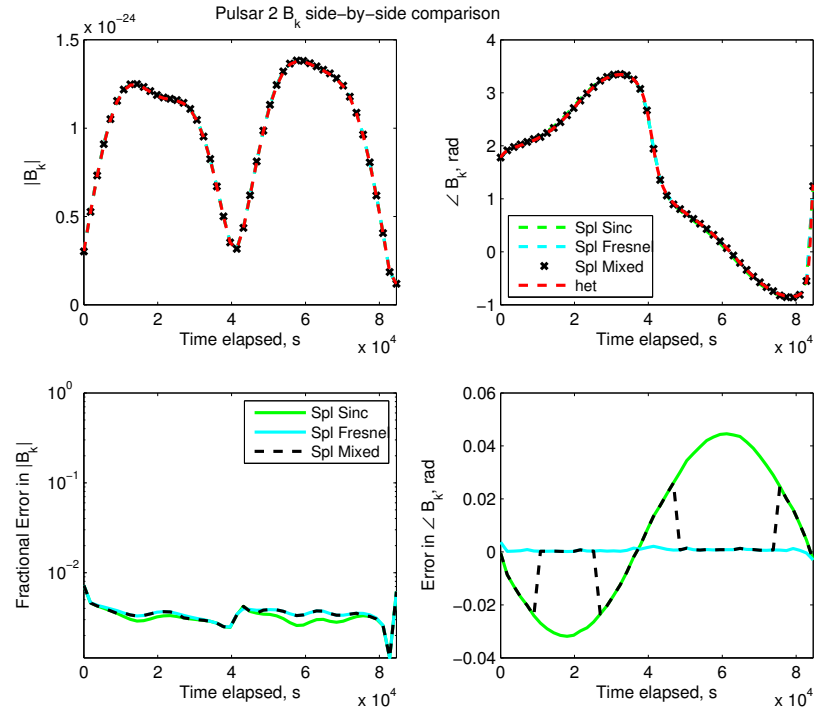 Pulsar 2 B_k side−by−side comparison
x 10^−24
1.5
1
0.5
0
|B_k|
0 2 4 6 8
Time elapsed, s
x 10^4
4
3
2
1
0
−1
∠ B_k, rad
Spl Sinc
Spl Fresnel
Spl Mixed
het
0 2 4 6 8
Time elapsed, s
x 10^4
10^0
10^−1
10^−2
Fractional Error in |B_k|
Spl Sinc
Spl Fresnel
Spl Mixed
0 2 4 6 8
Time elapsed, s
x 10^4
0.06
0.04
0.02
0
−0.02
−0.04
Error in ∠ B_k, rad
0 2 4 6 8
Time elapsed, s
x 10^4